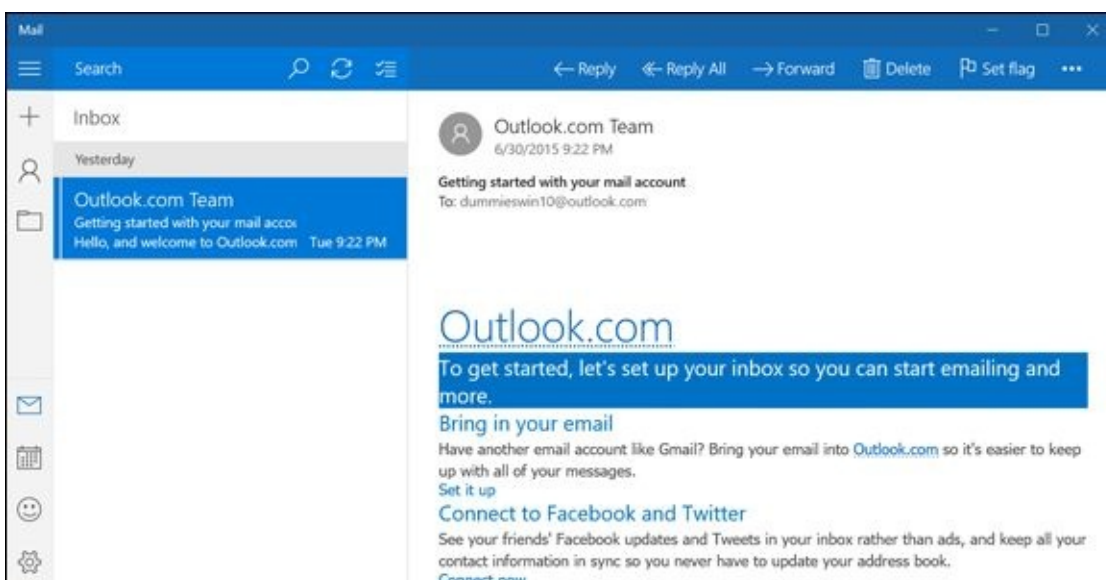 Mail
Search
Reply
Reply All
Forward
Delete
Set flag
Inbox
Yesterday
Outlook.com Team
Getting started with your mail accou
Hello, and welcome to Outlook.com Tue 9:22 PM
Outlook.com Team
6/30/2015 9:22 PM
Getting started with your mail account
To: dummieswin10@outlook.com
Outlook.com
To get started, let's set up your inbox so you can start emailing and
more.
Bring in your email
Have another email account like Gmail? Bring your email into Outlook.com so it's easier to keep
up with all of your messages.
Set it up
Connect to Facebook and Twitter
See your friends' Facebook updates and Tweets in your inbox rather than ads, and keep all your
contact information in sync so you never have to update your address book.
Connect now